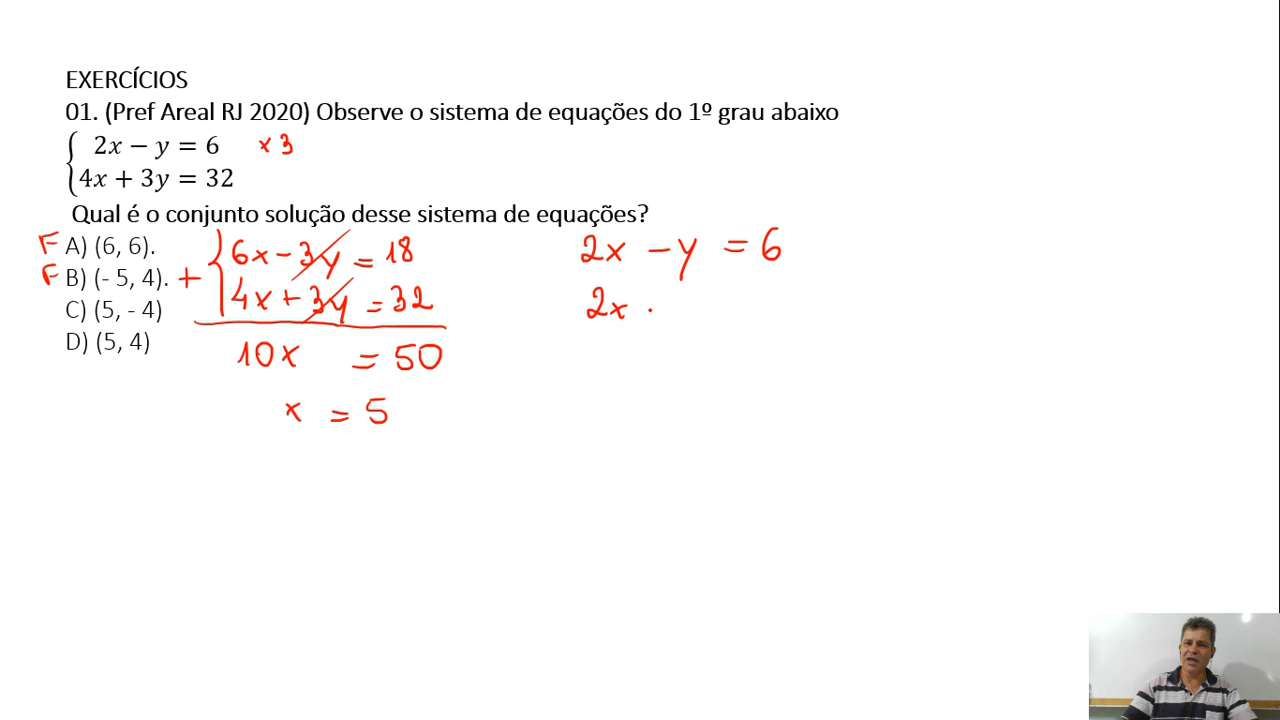 EXERCÍCIOS
01. (Pref Areal RJ 2020) Observe o sistema de equações do 1º grau abaixo
2x − y = 6 x 3
4x + 3y = 32
Qual é o conjunto solução desse sistema de equações?
F A) (6, 6).
F B) (- 5, 4).
C) (5, - 4)
D) (5, 4)
+ 6x - 3y = 18
4x + 3y = 32
10x = 50
x = 5
2x - y = 6
2x .